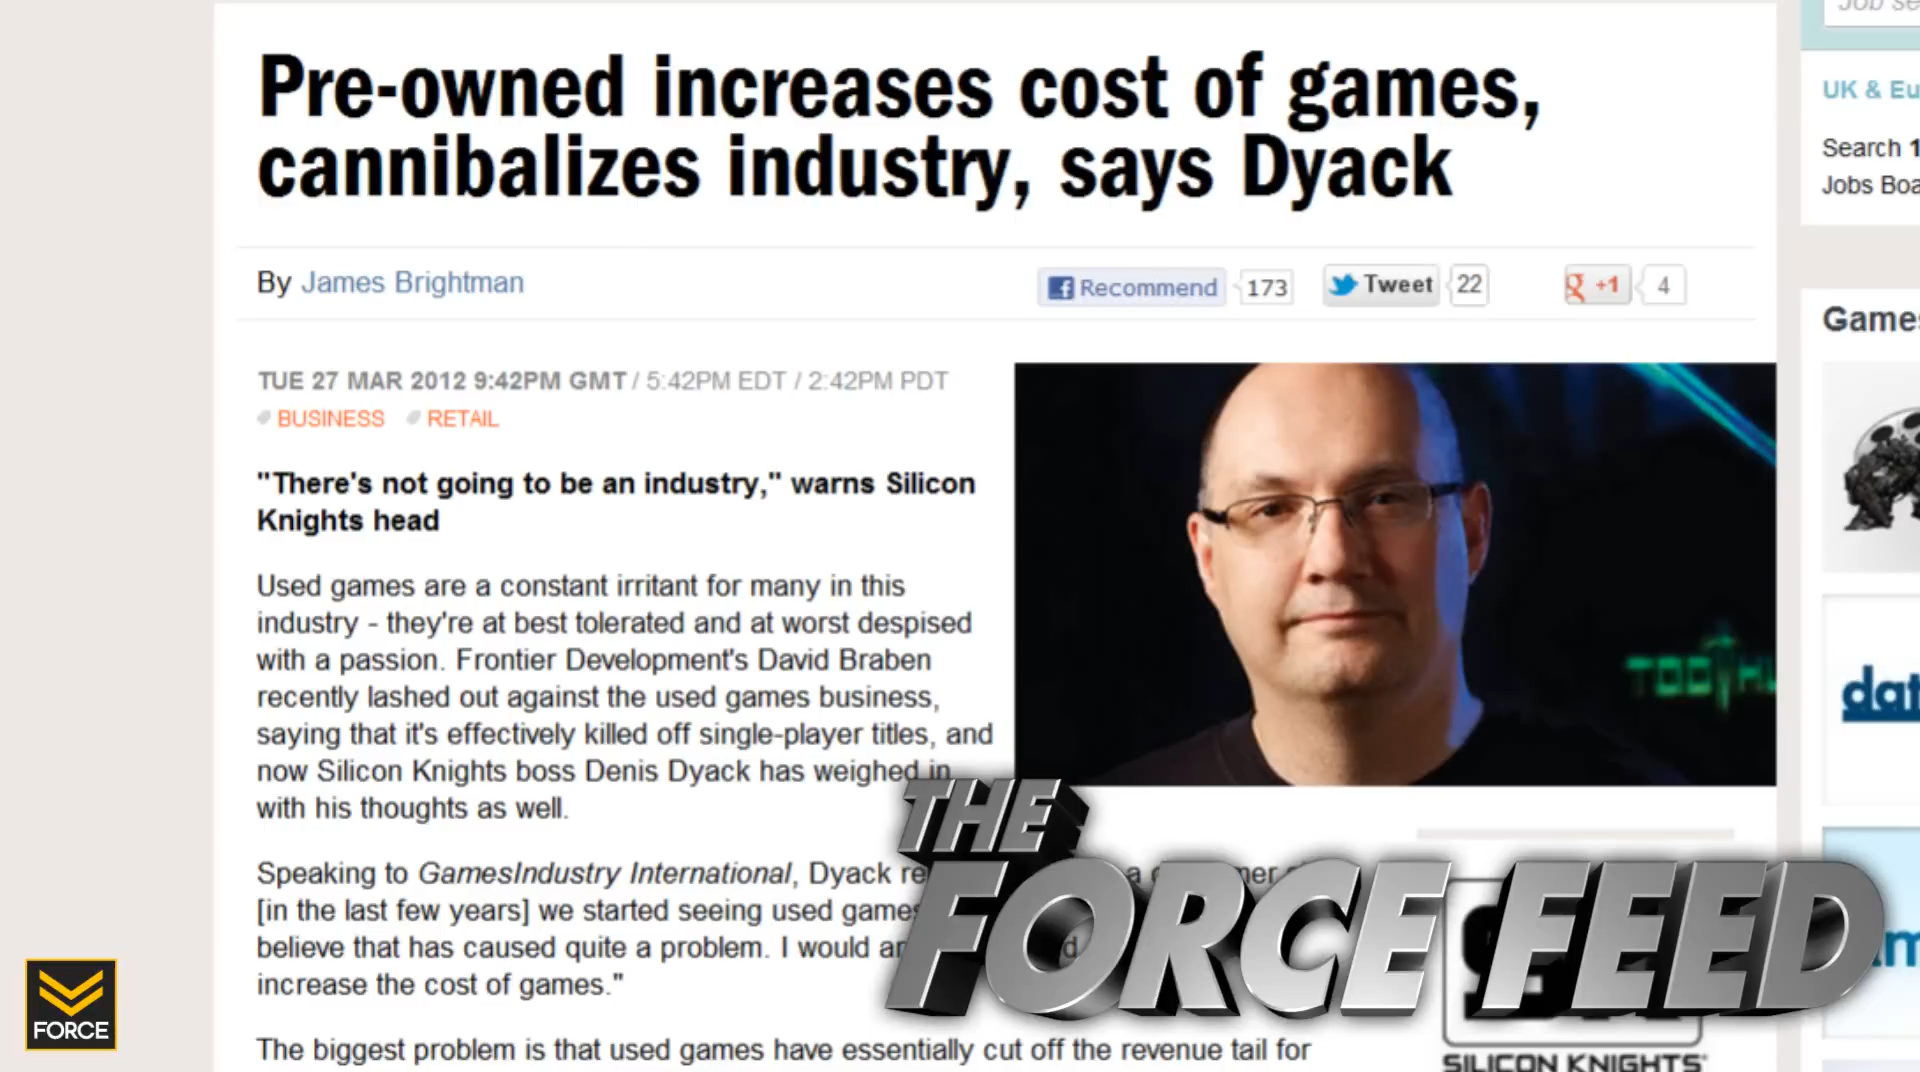 Pre-owned increases cost of games,
cannibalizes industry, says Dyack
By James Brightman
Recommend 173
Tweet 22
+1 4
TUE 27 MAR 2012 9:42PM GMT / 5:42PM EDT / 2:42PM PDT
BUSINESS RETAIL
"There's not going to be an industry," warns Silicon
Knights head
Used games are a constant irritant for many in this
industry - they're at best tolerated and at worst despised
with a passion. Frontier Development's David Braben
recently lashed out against the used games business,
saying that it's effectively killed off single-player titles, and
now Silicon Knights boss Denis Dyack has weighed in
with his thoughts as well.
Speaking to GamesIndustry International, Dyack
[in the last few years] we started seeing used
believe that has caused quite a problem. I would
increase the cost of games."
The biggest problem is that used games have essentially cut off the revenue tail for
THE
FORCE FEED
SILICON KNIGHTS
FORCE
UK &
Search
Jobs